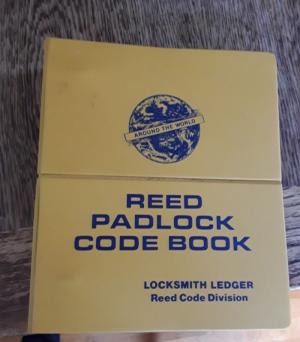 AROUND THE WORLD
REED
PADLOCK
CODE BOOK
LOCKSMITH LEDGER
Reed Code Division